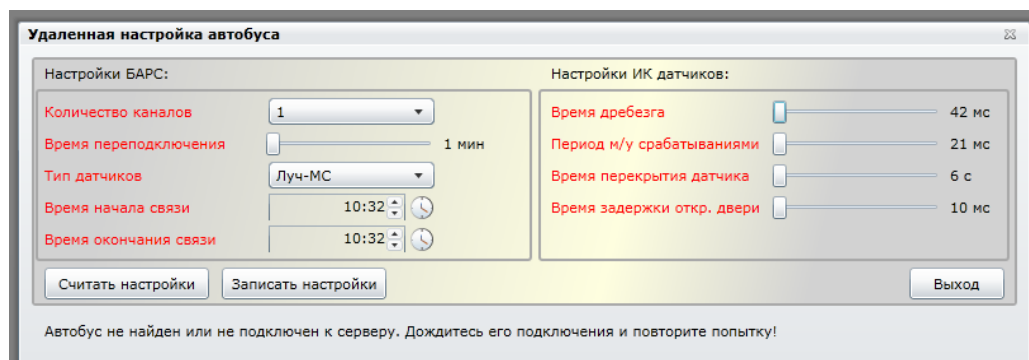 Удаленная настройка автобуса
Настройки БАРС:
Настройки ИК датчиков:
Количество каналов 1
Время дребезга 42 мс
Время переподключения 1 мин
Период м/у срабатываниями 21 мс
Тип датчиков Луч-МС
Время перекрытия датчика 6 с
Время начала связи 10:32
Время задержки откр. двери 10 мс
Время окончания связи 10:32
Считать настройки Записать настройки Выход
Автобус не найден или не подключен к серверу. Дождитесь его подключения и повторите попытку!